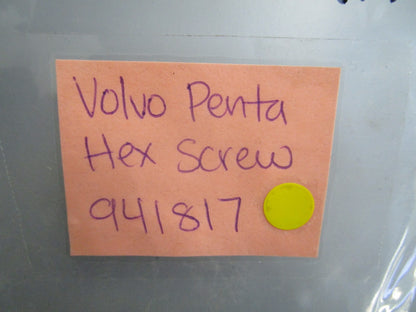 Volvo Penta
Hex Screw
941817